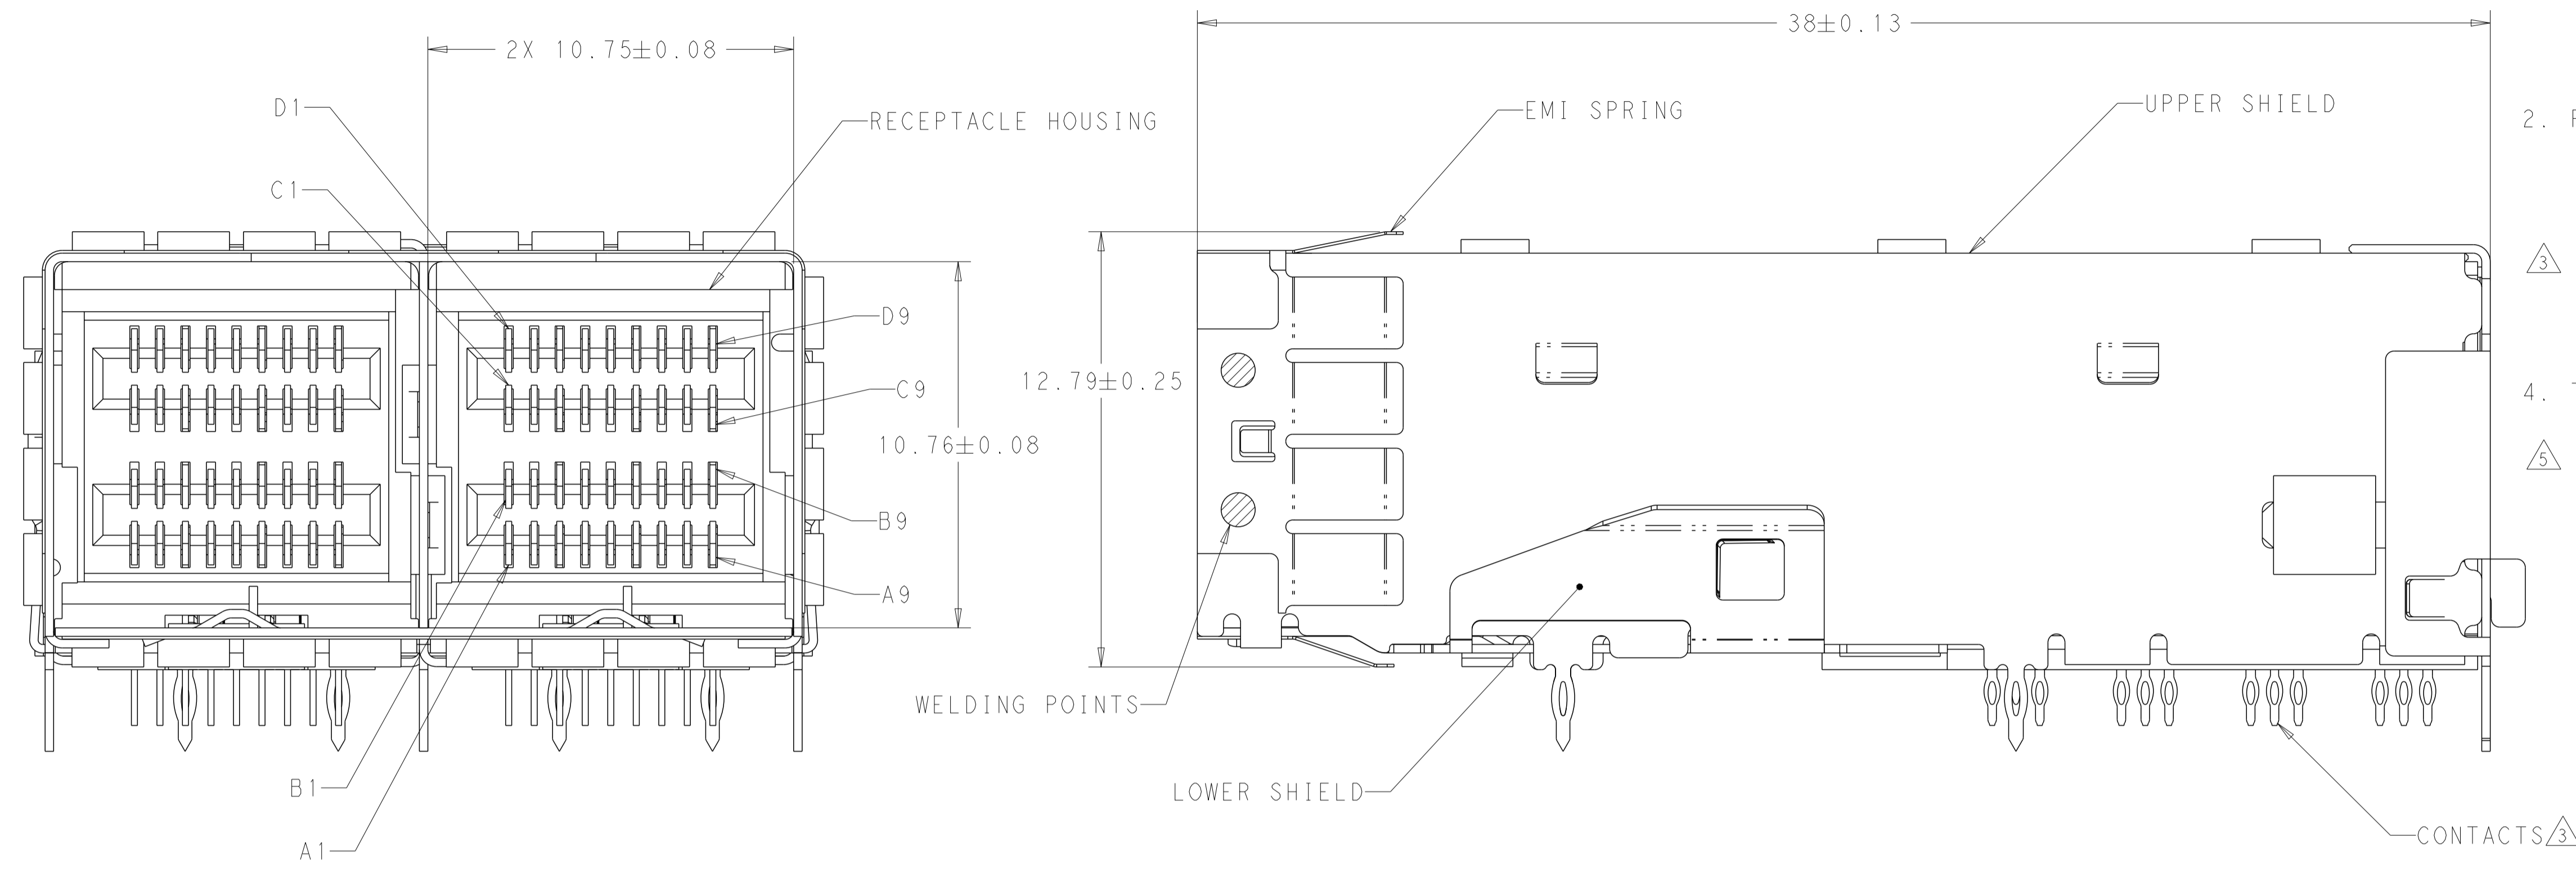 38±0.13
2X 10.75±0.08
D1
EMI SPRING
UPPER SHIELD
RECEPTACLE HOUSING
2.
C1
3
D9
12.79±0.25
C9
4.
10.76±0.08
5
B9
A9
WELDING POINTS
B1
LOWER SHIELD
CONTACTS 3
A1